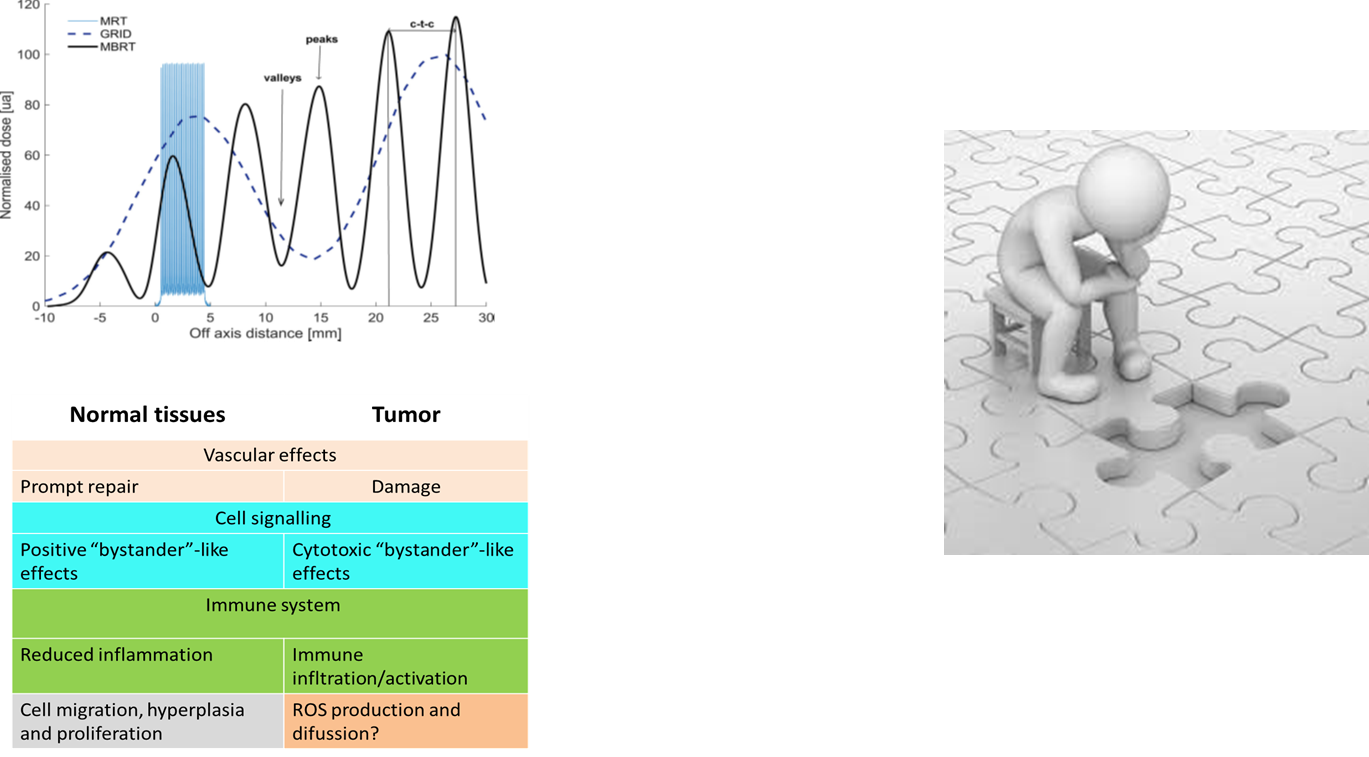 120
MRT
GRID
MBRT
c-t-c
peaks
valleys
100
80
60
40
20
0
Normalised dose [ua]
-10 -5 0 5 10 15 20 25 30
Off axis distance [mm]
Normal tissues Tumor
Vascular effects
Prompt repair Damage
Cell signalling
Positive “bystander”-like Cytotoxic “bystander”-like
effects effects
Immune system
Reduced inflammation Immune
infltration/activation
Cell migration, hyperplasia ROS production and
and proliferation difussion?